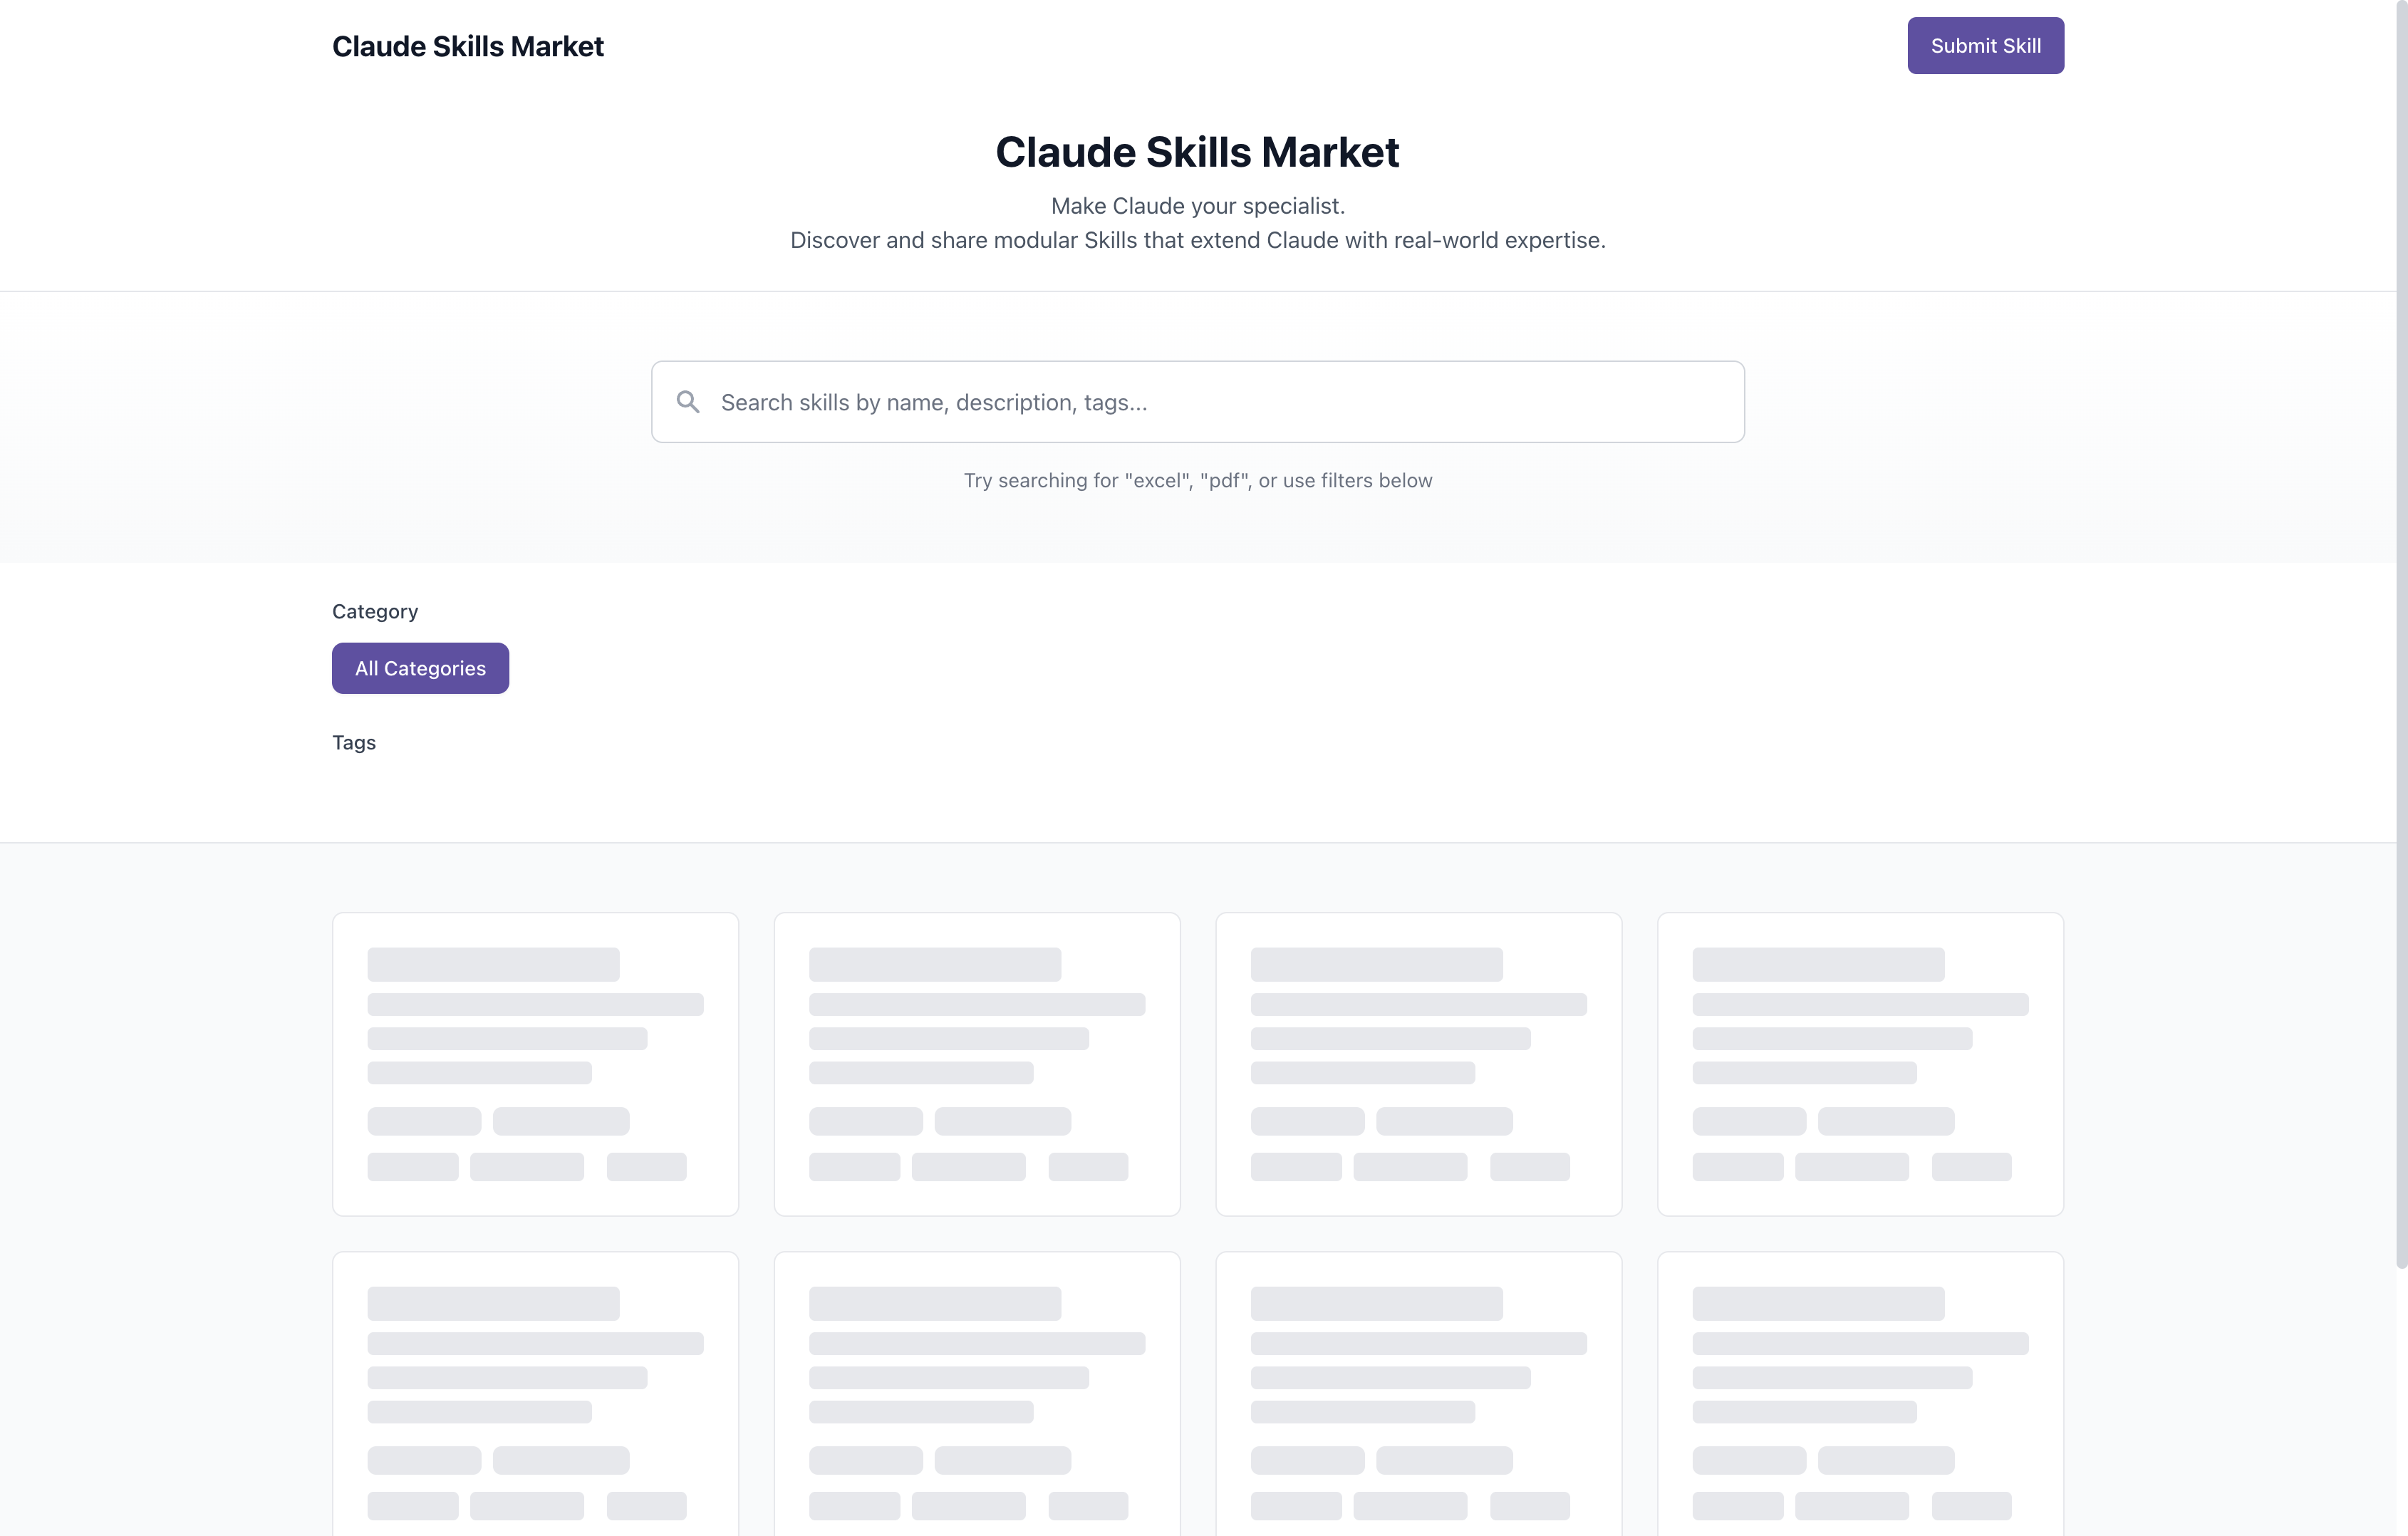 Claude Skills Market
Submit Skill
Claude Skills Market
Make Claude your specialist.
Discover and share modular Skills that extend Claude with real-world expertise.
Search skills by name, description, tags...
Try searching for "excel", "pdf", or use filters below
Category
All Categories
Tags